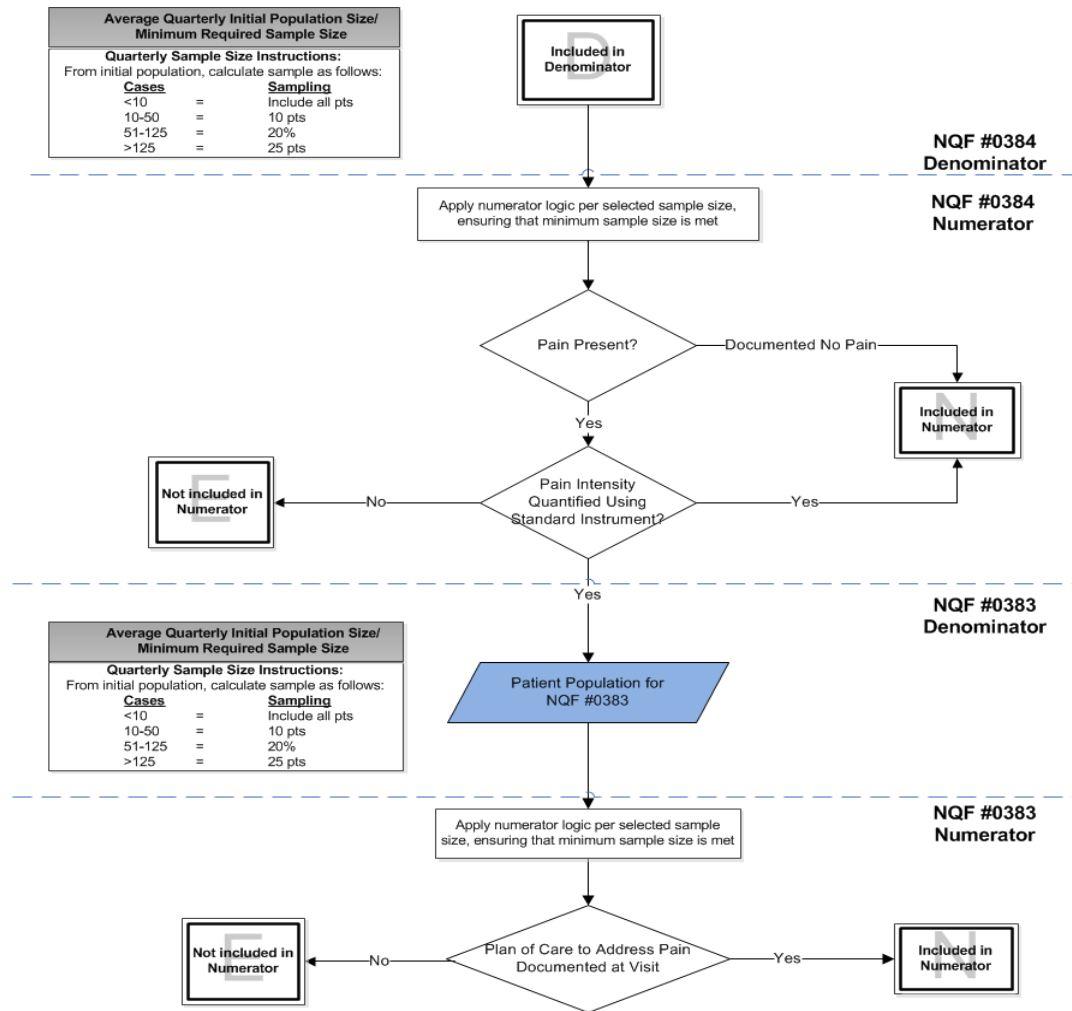 Average Quarterly Initial Population Size/
Minimum Required Sample Size
Quarterly Sample Size Instructions:
From initial population, calculate sample as follows:
Cases Sampling
<10 = Include all pts
10-50 = 10 pts
51-125 = 20%
>125 = 25 pts
D
Included in
Denominator
NQF #0384
Denominator
NQF #0384
Numerator
Apply numerator logic per selected sample size,
ensuring that minimum sample size is met
Pain Present?
Documented No Pain
N
Included in
Numerator
Yes
Pain Intensity
Quantified Using
Standard Instrument?
No
E
Not included in
Numerator
Yes
Yes
NQF #0383
Denominator
Average Quarterly Initial Population Size/
Minimum Required Sample Size
Quarterly Sample Size Instructions:
From initial population, calculate sample as follows:
Cases Sampling
<10 = Include all pts
10-50 = 10 pts
51-125 = 20%
>125 = 25 pts
Patient Population for
NQF #0383
NQF #0383
Numerator
Apply numerator logic per selected sample
size, ensuring that minimum sample size is met
Plan of Care to Address Pain
Documented at Visit
No
E
Not included in
Numerator
Yes
N
Included in
Numerator